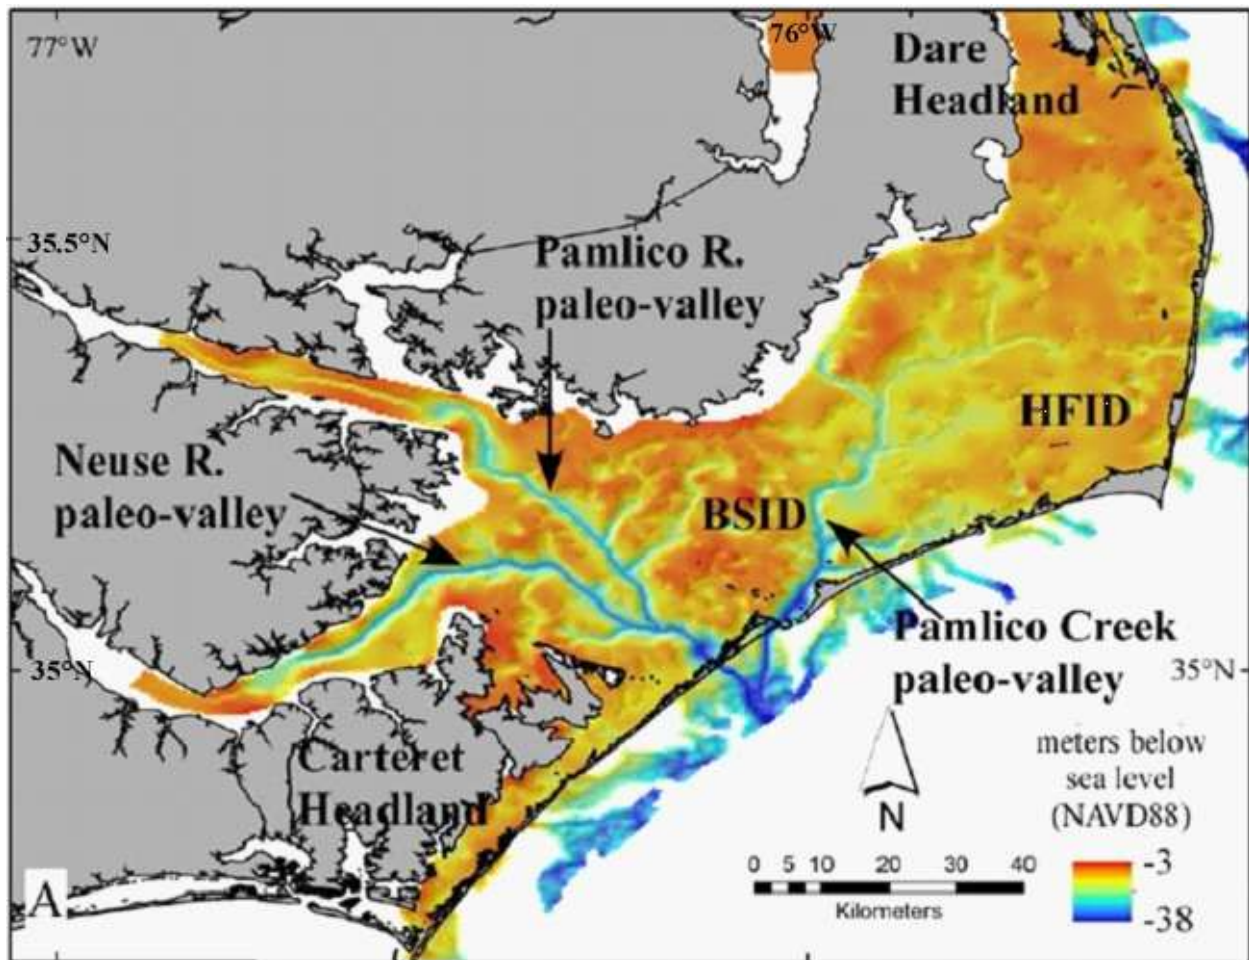 77°W
76°W
Dare
Headland
35.5°N
Pamlico R.
paleo-valley
HFID
Neuse R.
paleo-valley
BSID
Pamlico Creek
paleo-valley
35°N
35°N
Carteret
Headland
meters below
sea level
(NAVD88)
N
0 5 10 20 30 40
Kilometers
-3
-38
A